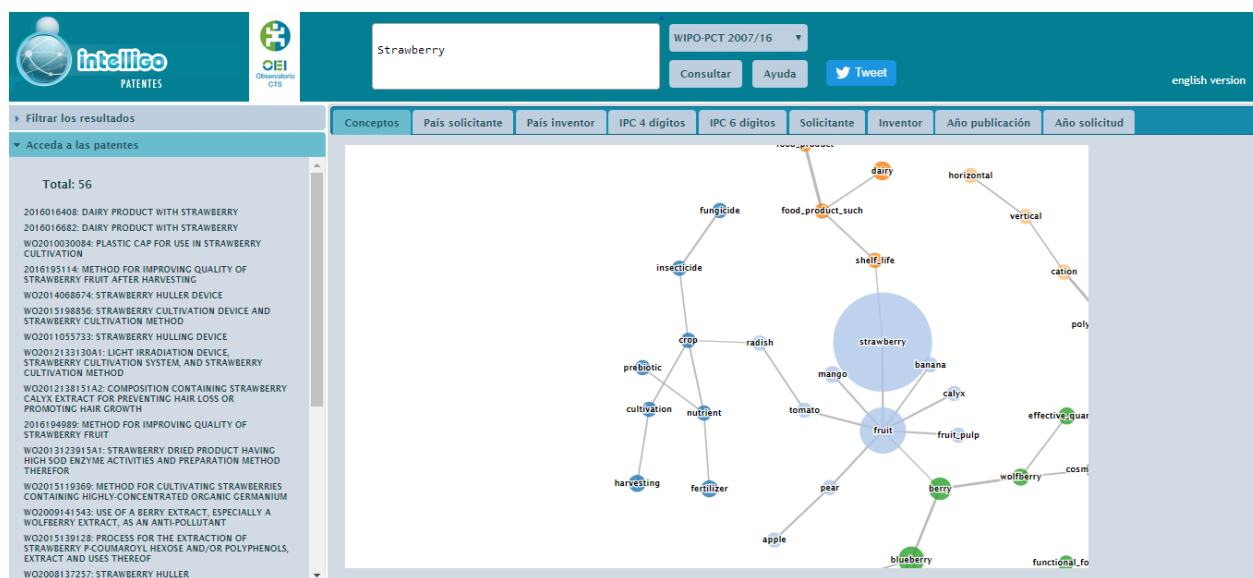 intelligo
PATENTES
OEI
Observatorio
CTS
Strawberry
WIPO-PCT 2007/16
Consultar
Ayuda
Tweet
english version
Filtrar los resultados
Acceda a las patentes
Total: 56
2016016408: DAIRY PRODUCT WITH STRAWBERRY
2016016682: DAIRY PRODUCT WITH STRAWBERRY
WO2010030084: PLASTIC CAP FOR USE IN STRAWBERRY
CULTIVATION
2016195114: METHOD FOR IMPROVING QUALITY OF
STRAWBERRY FRUIT AFTER HARVESTING
WO2014068674: STRAWBERRY HULLER DEVICE
WO2015198856: STRAWBERRY CULTIVATION DEVICE AND
STRAWBERRY CULTIVATION METHOD
WO2011055733: STRAWBERRY HULLING DEVICE
WO2012133130A1: LIGHT IRRADIATION DEVICE,
STRAWBERRY CULTIVATION SYSTEM, AND STRAWBERRY
CULTIVATION METHOD
WO2012138151A2: COMPOSITION CONTAINING STRAWBERRY
CALYX EXTRACT FOR PREVENTING HAIR LOSS OR
PROMOTING HAIR GROWTH
2016194989: METHOD FOR IMPROVING QUALITY OF
STRAWBERRY FRUIT
WO2013123915A1: STRAWBERRY DRIED PRODUCT HAVING
HIGH SOD ENZYME ACTIVITIES AND PREPARATION METHOD
THEREFOR
WO2015119369: METHOD FOR CULTIVATING STRAWBERRIES
CONTAINING HIGHLY-CONCENTRATED ORGANIC GERMANIUM
WO2009141543: USE OF A BERRY EXTRACT, ESPECIALLY A
WOLFBERRY EXTRACT, AS AN ANTI-POLLUTANT
WO2015139128: PROCESS FOR THE EXTRACTION OF
STRAWBERRY P-COUMAROYL HEXOSE AND/OR POLYPHENOLS,
EXTRACT AND USES THEREOF
WO2008137257: STRAWBERRY HULLER
Conceptos
País solicitante
País inventor
IPC 4 dígitos
IPC 6 dígitos
Solicitante
Inventor
Año publicación
Año solicitud
food_product
dairy
horizontal
fungicide
food_product_such
vertical
shelf_life
insecticide
cation
poly
crop
radish
strawberry
banana
prebiotic
mango
calyx
cultivation
nutrient
tomato
effective_quan
fruit
fruit_pulp
cosm
wolfberry
harvesting
fertilizer
pear
berry
apple
blueberry
functional_fo